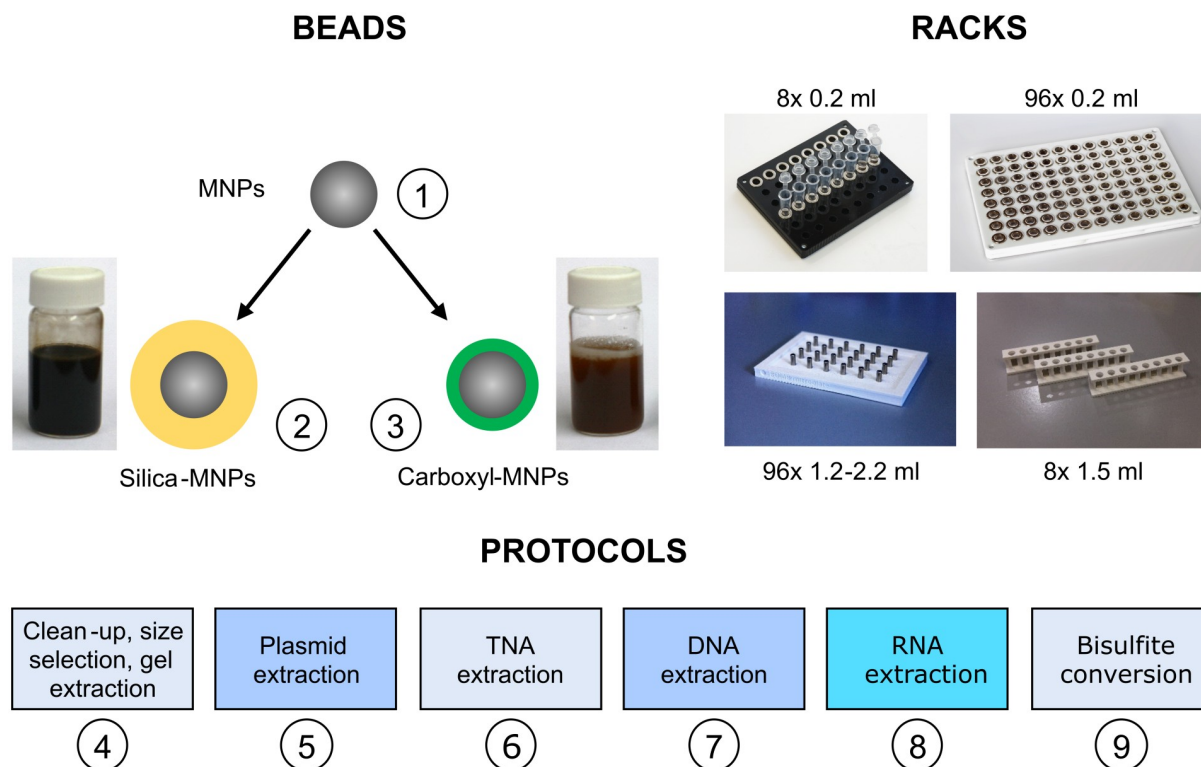 BEADS
RACKS
8x 0.2 ml
96x 0.2 ml
MNPs
1
2
3
Silica-MNPs
Carboxyl-MNPs
96x 1.2-2.2 ml
8x 1.5 ml
PROTOCOLS
Clean-up, size
selection, gel
extraction
Plasmid
extraction
TNA
extraction
DNA
extraction
RNA
extraction
Bisulfite
conversion
4
5
6
7
8
9